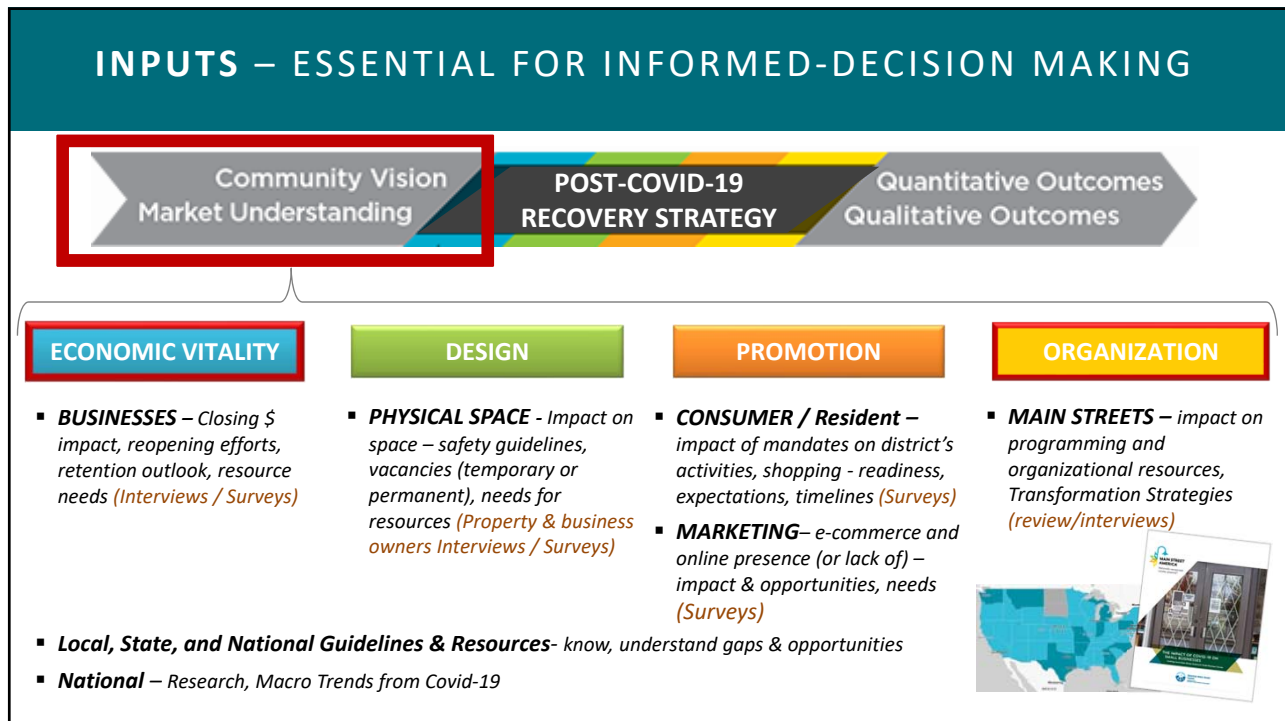 INPUTS – ESSENTIAL FOR INFORMED-DECISION MAKING
Community Vision
Market Understanding
POST-COVID-19
RECOVERY STRATEGY
Quantitative Outcomes
Qualitative Outcomes
ECONOMIC VITALITY
▪ BUSINESSES – Closing $
impact, reopening efforts,
retention outlook, resource
needs (Interviews / Surveys)
DESIGN
▪ PHYSICAL SPACE - Impact on
space – safety guidelines,
vacancies (temporary or
permanent), needs for
resources (Property & business
owners Interviews / Surveys)
PROMOTION
▪ CONSUMER / Resident –
impact of mandates on district's
activities, shopping - readiness,
expectations, timelines (Surveys)
▪ MARKETING– e-commerce and
online presence (or lack of) –
impact & opportunities, needs
(Surveys)
ORGANIZATION
▪ MAIN STREETS – impact on
programming and
organizational resources,
Transformation Strategies
(review/interviews)
▪ Local, State, and National Guidelines & Resources- know, understand gaps & opportunities
▪ National – Research, Macro Trends from Covid-19
MAIN STREET
AMERICA
THE IMPACT OF COVID-19 ON
SMALL BUSINESSES